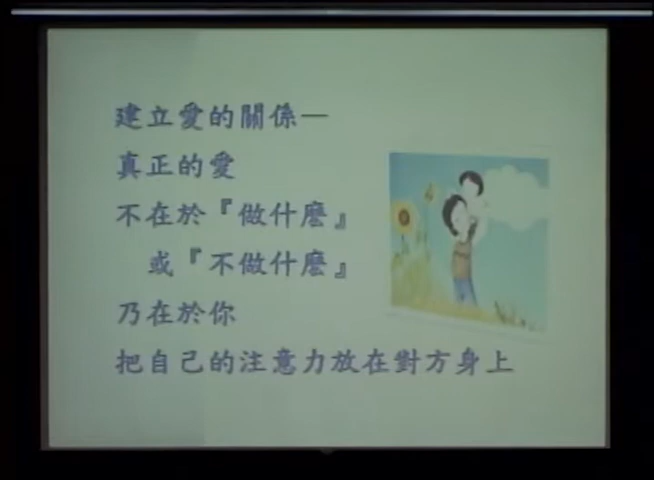 建立愛的關係—
真正的愛
不在於『做什麼』
或『不做什麼』
乃在於你
把自己的注意力放在對方身上